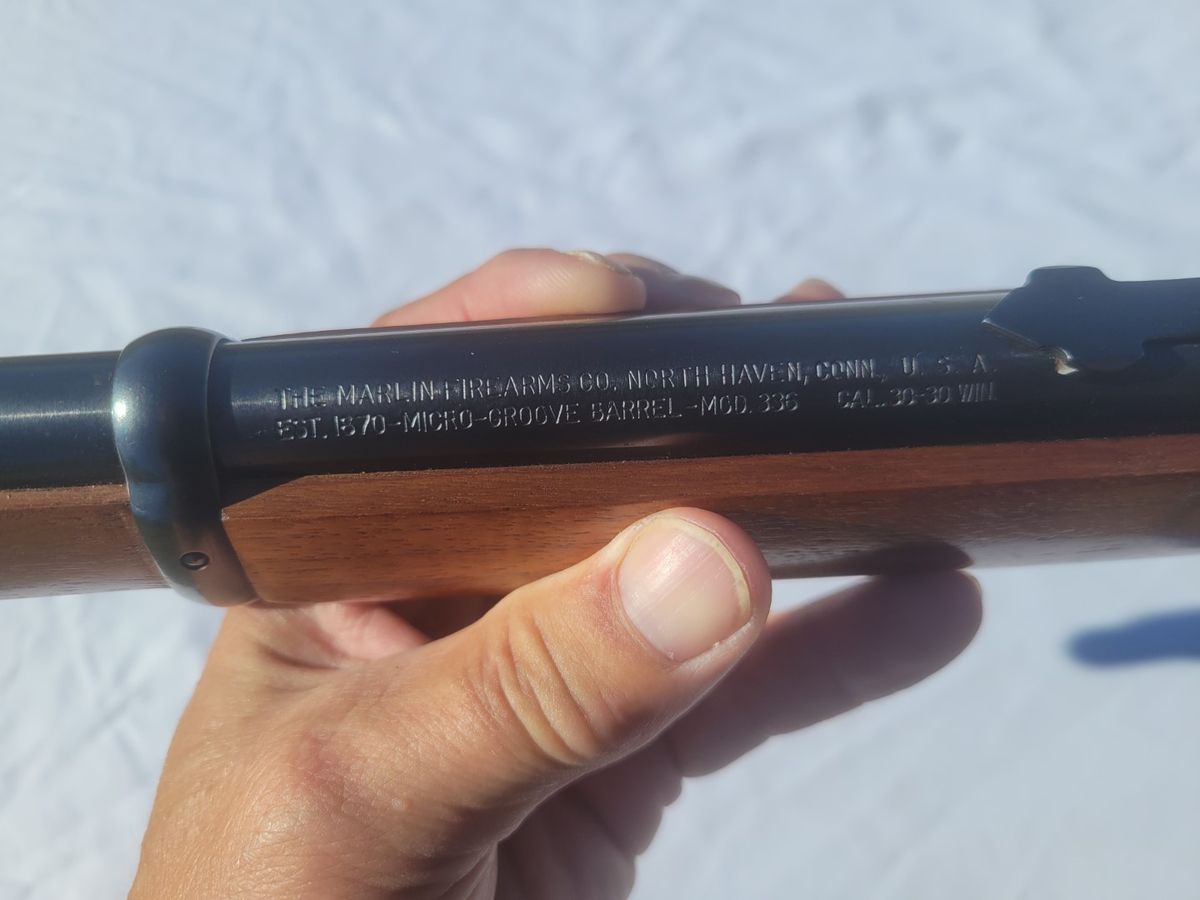 THE MARLIN FIREARMS CO. NORTH HAVEN, CONN. U. S. A.
EST. 1870-MICRO-GROOVE BARREL-MOD. 336 CAL. 30-30 WIN.